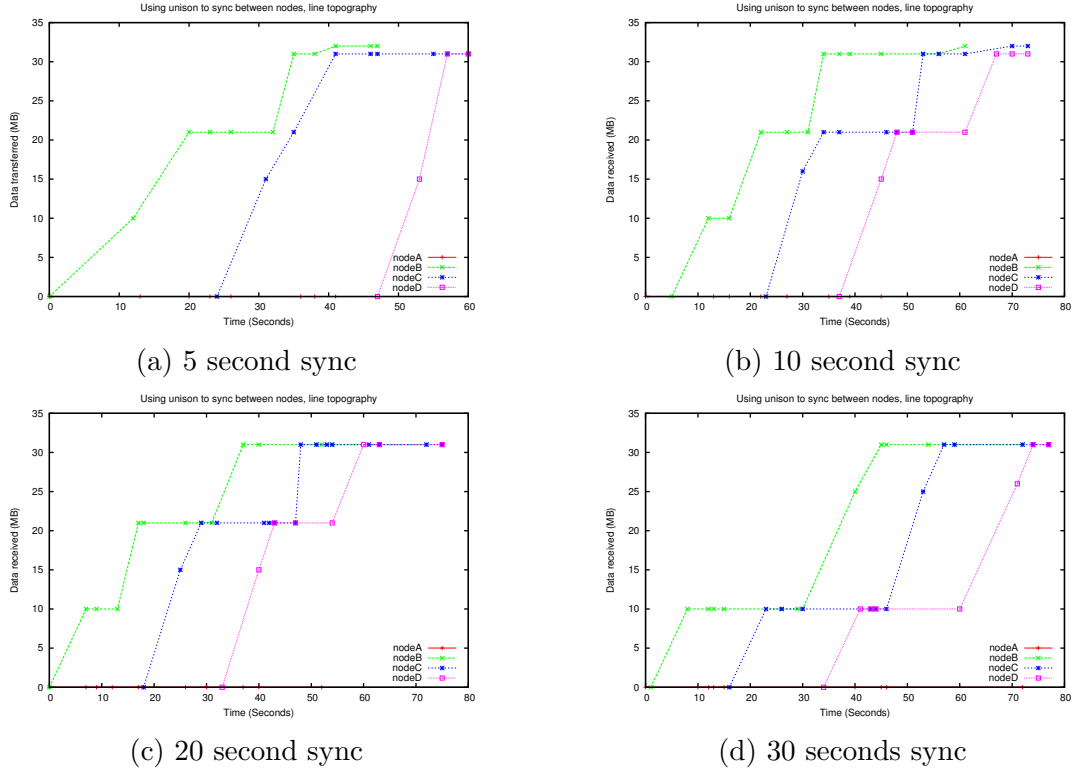 Using unison to sync between nodes, line topography
Data transferred (MB)
35
30
25
20
15
10
5
0
nodeA
nodeB
nodeC
nodeD
0 10 20 30 40 50 60
Time (Seconds)
(a) 5 second sync
Using unison to sync between nodes, line topography
Data received (MB)
35
30
25
20
15
10
5
0
nodeA
nodeB
nodeC
nodeD
0 10 20 30 40 50 60 70 80
Time (Seconds)
(b) 10 second sync
Using unison to sync between nodes, line topography
Data received (MB)
35
30
25
20
15
10
5
0
nodeA
nodeB
nodeC
nodeD
0 10 20 30 40 50 60 70 80
Time (Seconds)
(c) 20 second sync
Using unison to sync between nodes, line topography
Data received (MB)
35
30
25
20
15
10
5
0
nodeA
nodeB
nodeC
nodeD
0 10 20 30 40 50 60 70 80
Time (Seconds)
(d) 30 seconds sync